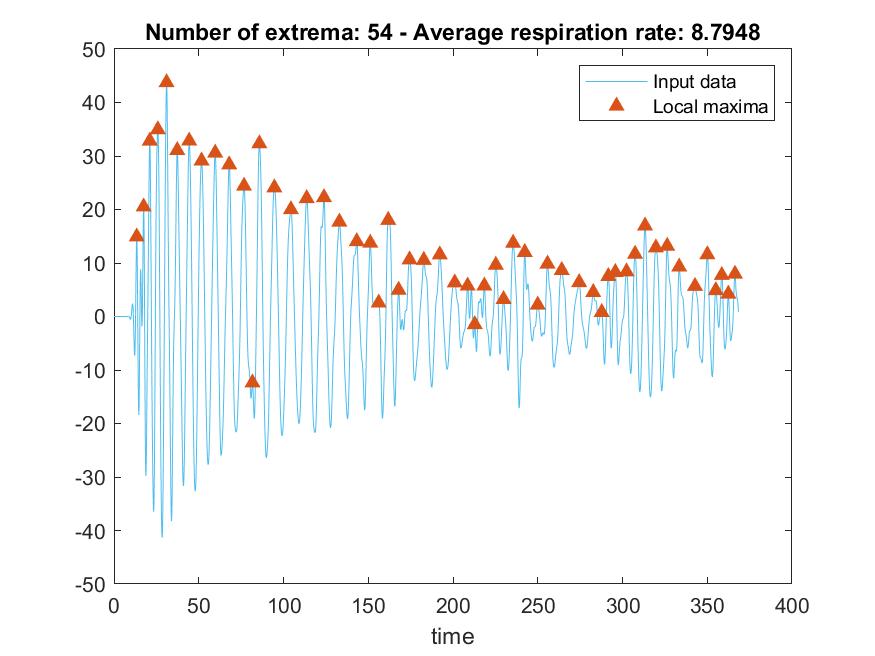 Number of extrema: 54 - Average respiration rate: 8.7948
50
40
30
20
10
0
-10
-20
-30
-40
-50
Input data
Local maxima
0 50 100 150 200 250 300 350 400
time